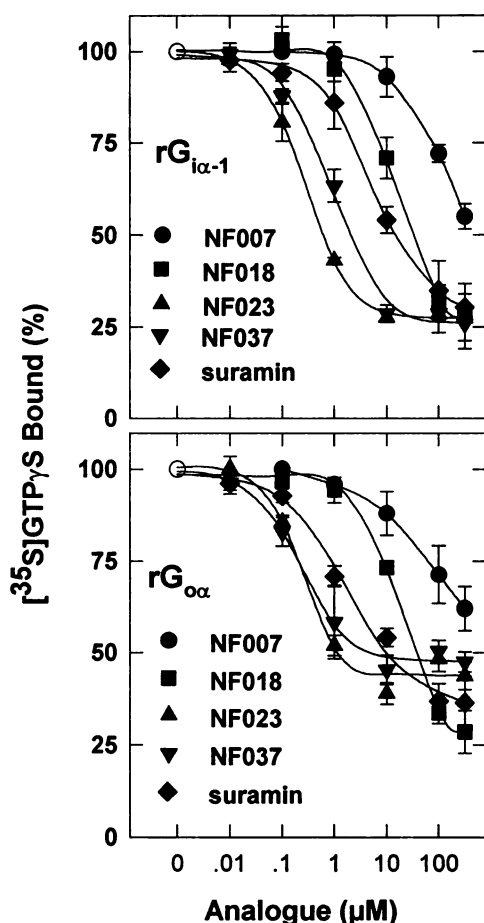 [35S]GTPγS Bound (%)
100
75
50
25
0
rGiα-1
NF007
NF018
NF023
NF037
suramin
100
75
50
25
0
rGoα
NF007
NF018
NF023
NF037
suramin
0 .01 .1 1 10 100
Analogue (µM)